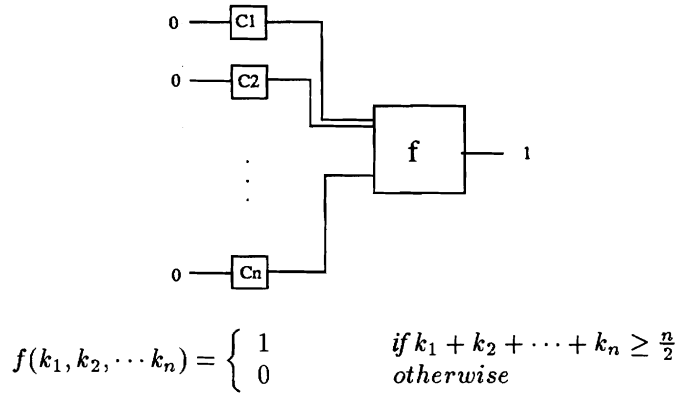 0 C1
0 C2
f 1
0 Cn
f(k₁, k₂, ⋯ kₙ) = { 1 if k₁ + k₂ + ⋯ + kₙ ≥ n/2
0 otherwise